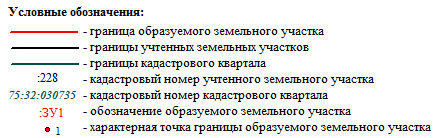 Условные обозначения:
- граница образуемого земельного участка
- границы учтенных земельных участков
- границы кадастрового квартала
:228 - кадастровый номер учтенного земельного участка
75:32:030735 - кадастровый номер кадастрового квартала
:ЗУ1 - обозначение образуемого земельного участка
1 - характерная точка границы образуемого земельного участка